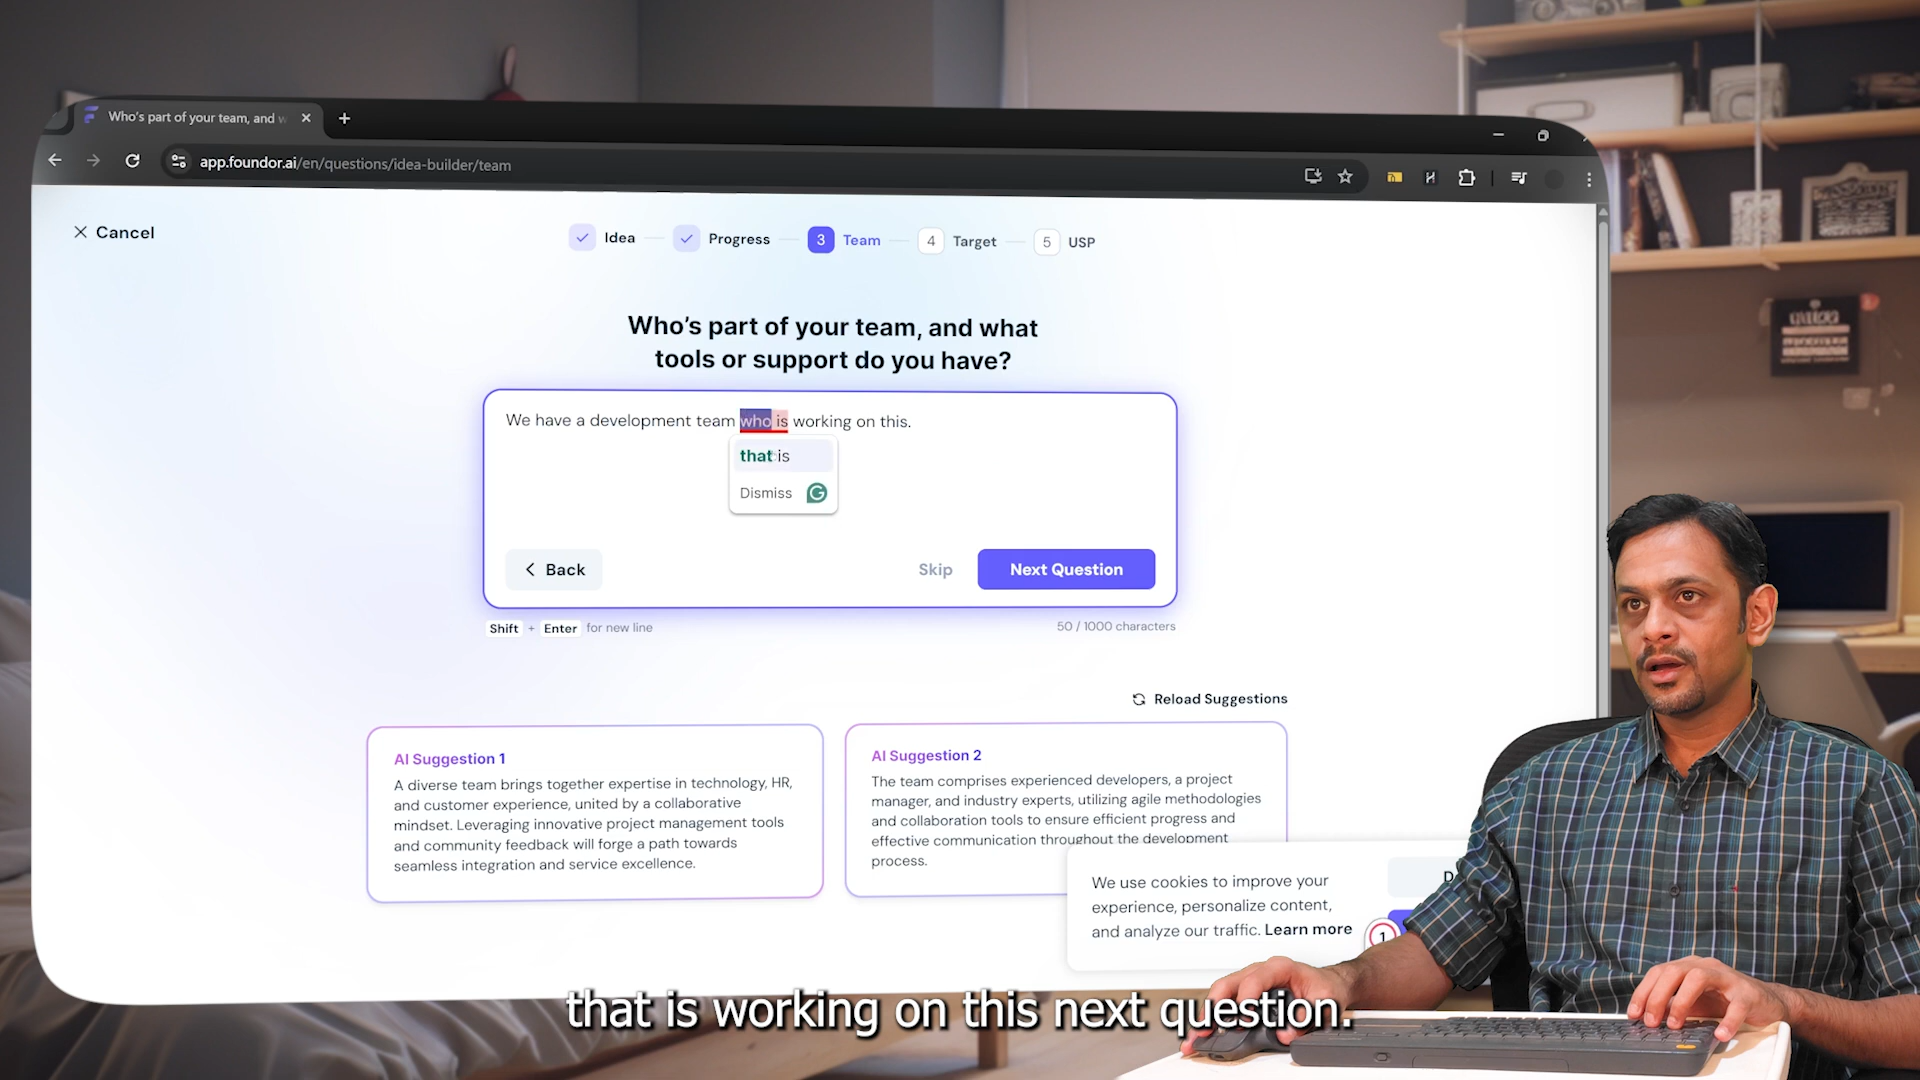 Who's part of your team, and w
app.foundor.ai/en/questions/idea-builder/team
Cancel
Idea
Progress
3 Team
4 Target
5 USP
Who's part of your team, and what
tools or support do you have?
We have a development team who is working on this.
that is
Dismiss
Back
Skip
Next Question
Shift + Enter for new line
50 / 1000 characters
Reload Suggestions
AI Suggestion 1
A diverse team brings together expertise in technology, HR,
and customer experience, united by a collaborative
mindset. Leveraging innovative project management tools
and community feedback will forge a path towards
seamless integration and service excellence.
AI Suggestion 2
The team comprises experienced developers, a project
manager, and industry experts, utilizing agile methodologies
and collaboration tools to ensure efficient progress and
effective communication throughout the development
process.
We use cookies to improve your
experience, personalize content,
and analyze our traffic. Learn more
1
that is working on this next question.